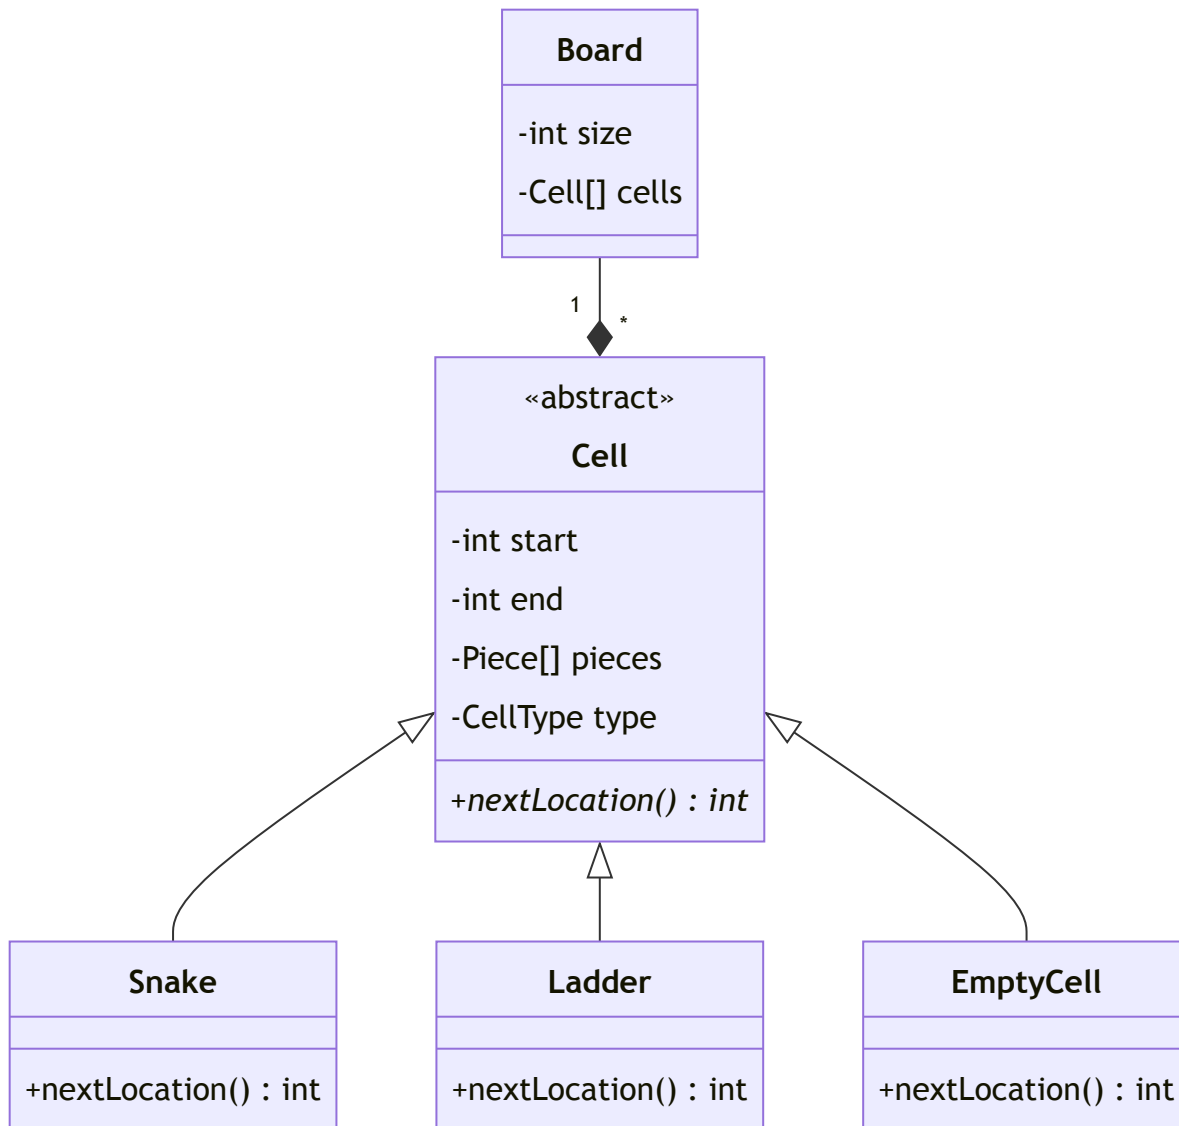 Board
-int size
-Cell[] cells
1
*
«abstract»
Cell
-int start
-int end
-Piece[] pieces
-CellType type
+nextLocation() : int
Snake
+nextLocation() : int
Ladder
+nextLocation() : int
EmptyCell
+nextLocation() : int